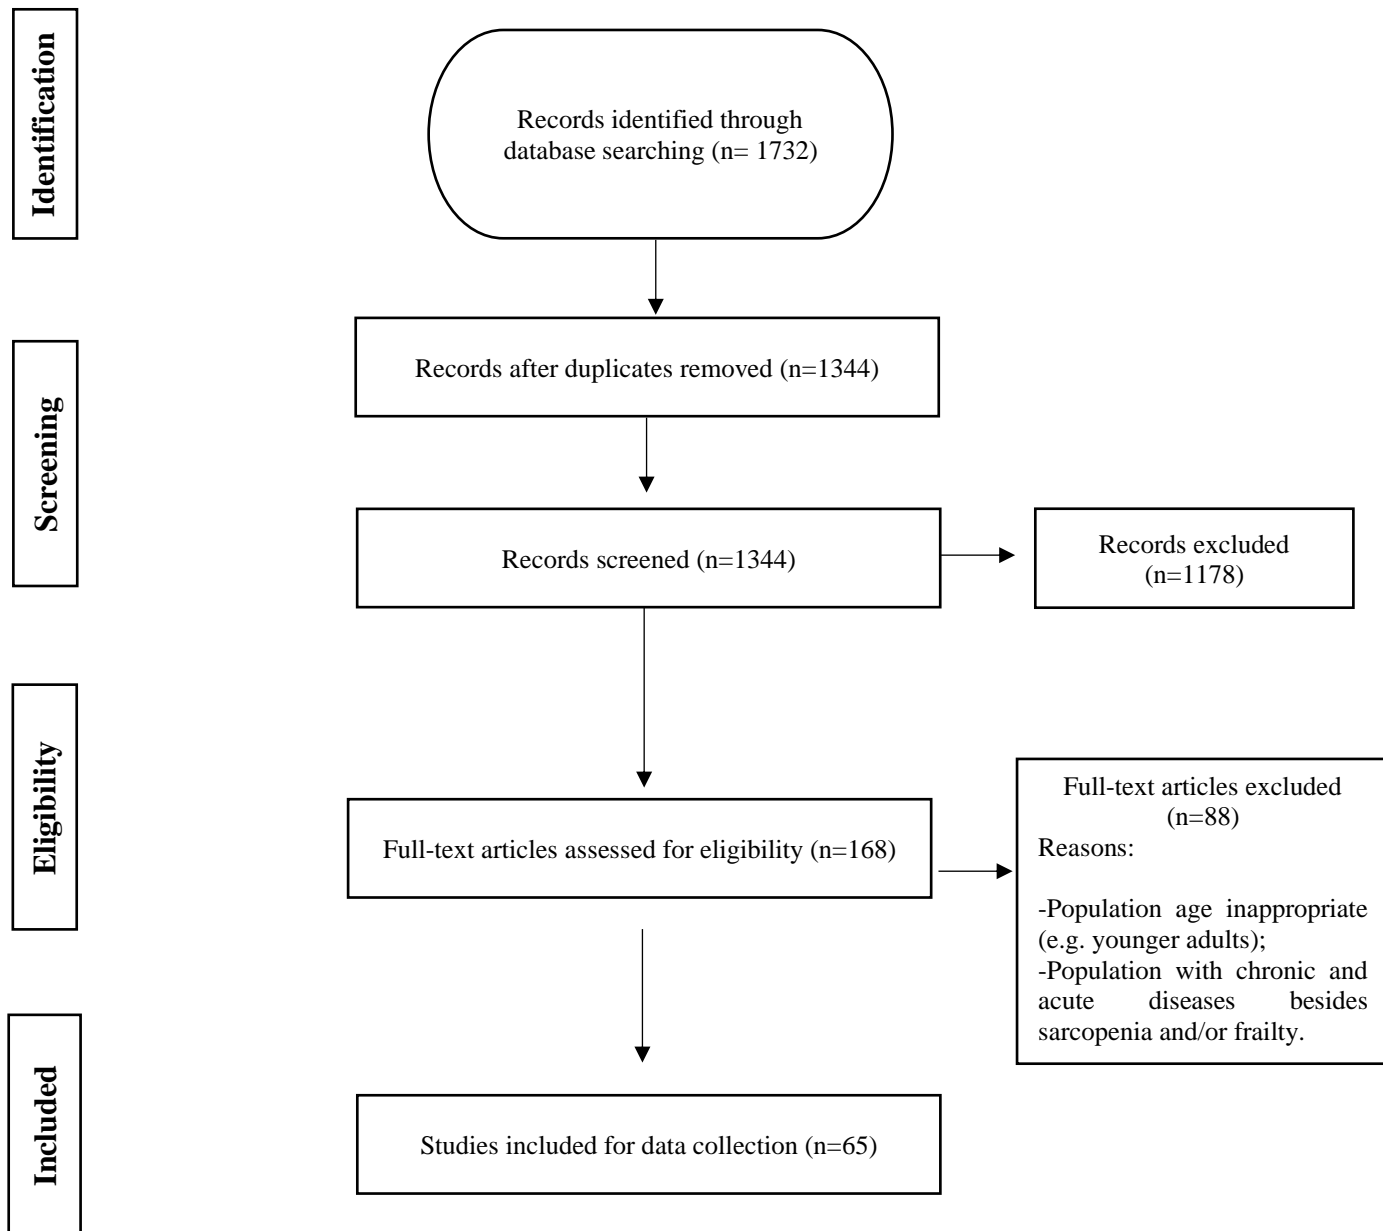 Identification
Records identified through
database searching (n= 1732)
Records after duplicates removed (n=1344)
Screening
Records screened (n=1344)
Records excluded
(n=1178)
Eligibility
Full-text articles assessed for eligibility (n=168)
Full-text articles excluded
(n=88)
Reasons:
-Population age inappropriate
(e.g. younger adults);
-Population with chronic and
acute diseases besides
sarcopenia and/or frailty.
Included
Studies included for data collection (n=65)